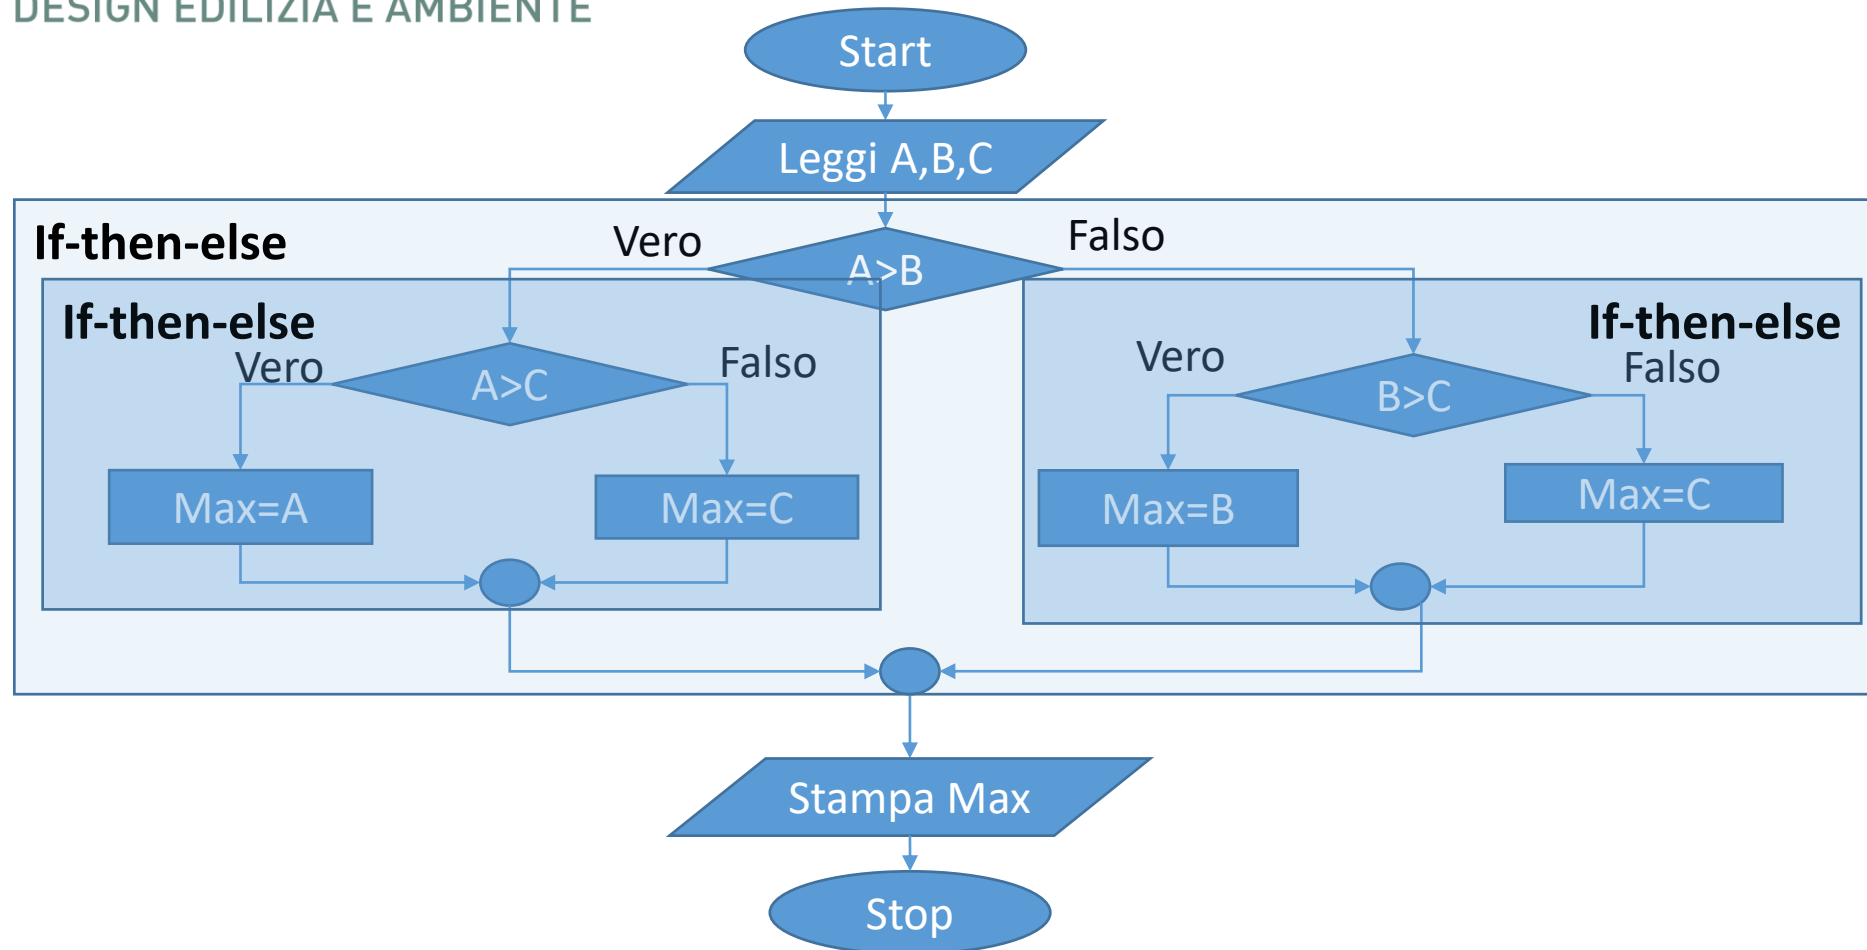 DESIGN EDILIZIA E AMBIENTE
Start
Leggi A,B,C
If-then-else
Vero
A>B
Falso
If-then-else
Vero
A>C
Falso
Max=A
Max=C
If-then-else
Vero
B>C
Falso
Max=B
Max=C
Stampa Max
Stop